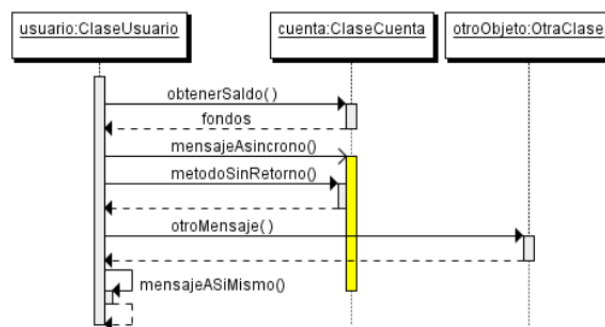 usuario:ClaseUsuario
cuenta:ClaseCuenta
otroObjeto:OtraClase
obtenerSaldo( )
fondos
mensajeAsincrono()
metodoSinRetorno()
otroMensaje( )
mensajeASiMismo()